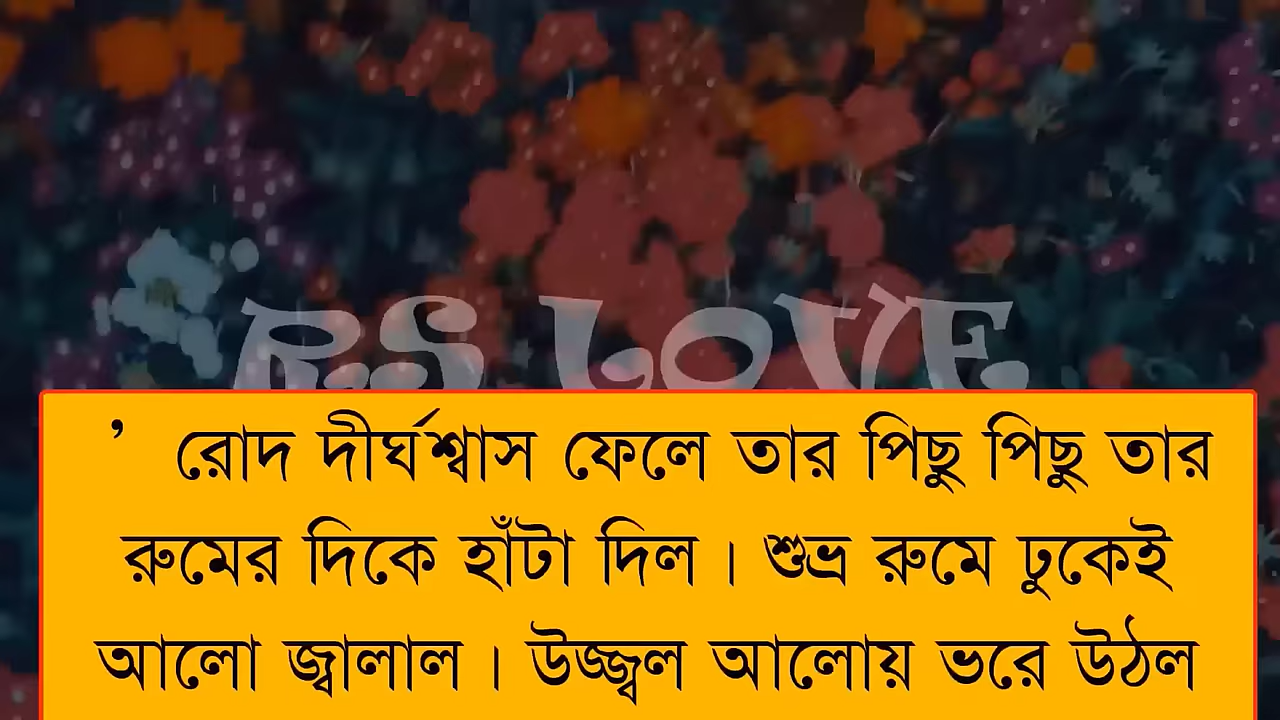 RS LOVE
’ রোদ দীর্ঘশ্বাস ফেলে তার পিছু পিছু তার
রুমের দিকে হাঁটা দিল। শুভ্র রুমে ঢুকেই
আলো জ্বালাল। উজ্জ্বল আলোয় ভরে উঠল